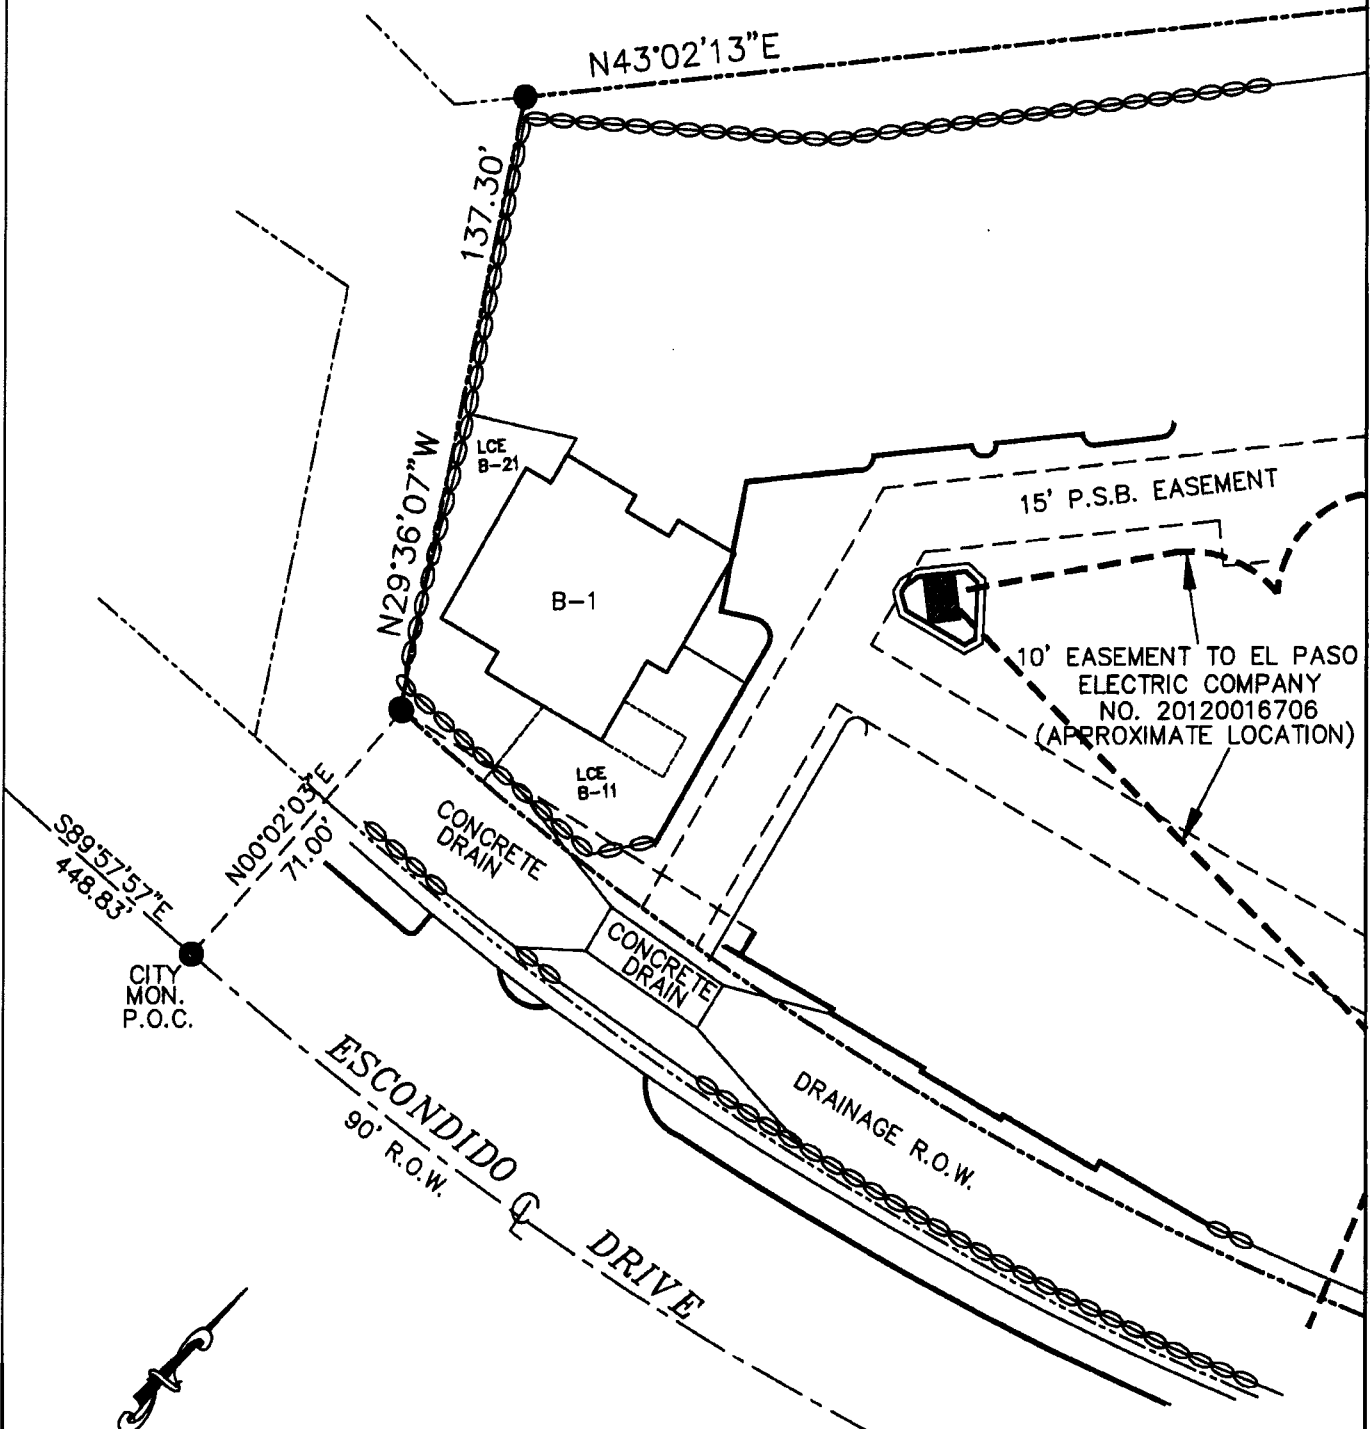 N43°02'13"E
137.30'
N29°36'07"W
LCE
B-21
B-1
15' P.S.B. EASEMENT
10' EASEMENT TO EL PASO
ELECTRIC COMPANY
NO. 20120016706
(APPROXIMATE LOCATION)
LCE
B-11
N00°02'03"E
71.00'
CONCRETE
DRAIN
S89°57'57"E
448.83'
CONCRETE
DRAIN
CITY
MON.
P.O.C.
ESCONDIDO DRIVE
CL
90' R.O.W.
DRAINAGE R.O.W.